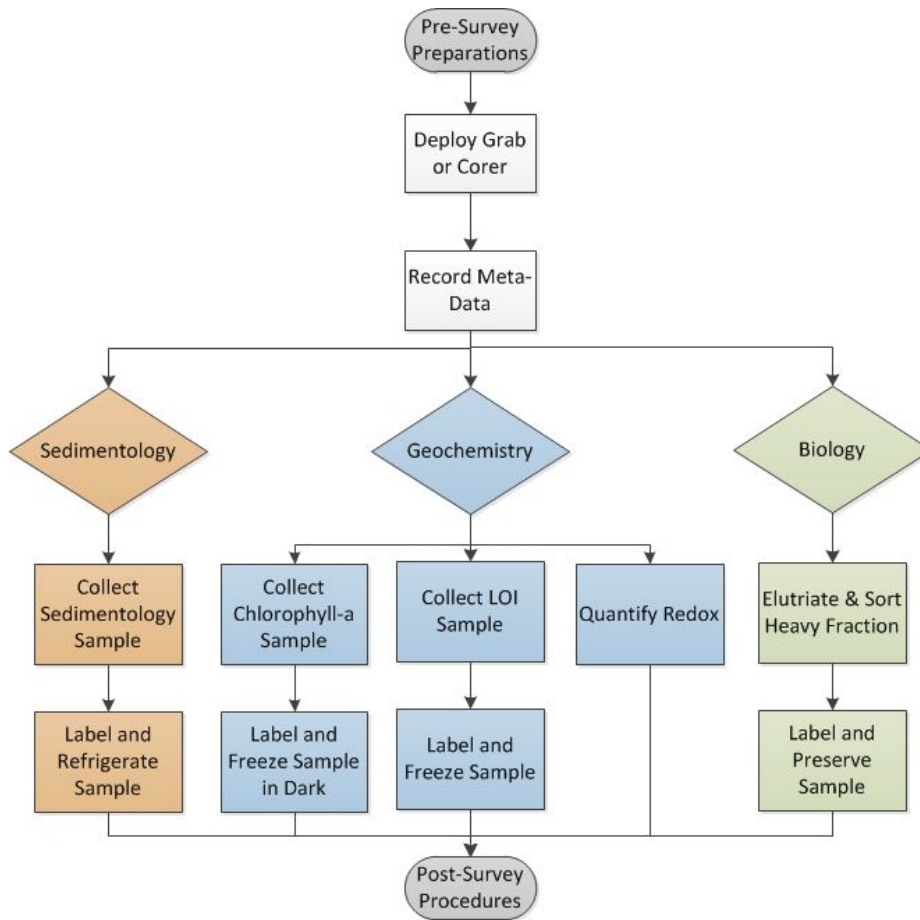 Pre-Survey
Preparations
Deploy Grab
or Corer
Record Meta-
Data
Sedimentology
Geochemistry
Biology
Collect
Sedimentology
Sample
Collect
Chlorophyll-a
Sample
Collect LOI
Sample
Quantify Redox
Elutriate & Sort
Heavy Fraction
Label and
Refrigerate
Sample
Label and
Freeze Sample
in Dark
Label and
Freeze Sample
Label and
Preserve
Sample
Post-Survey
Procedures